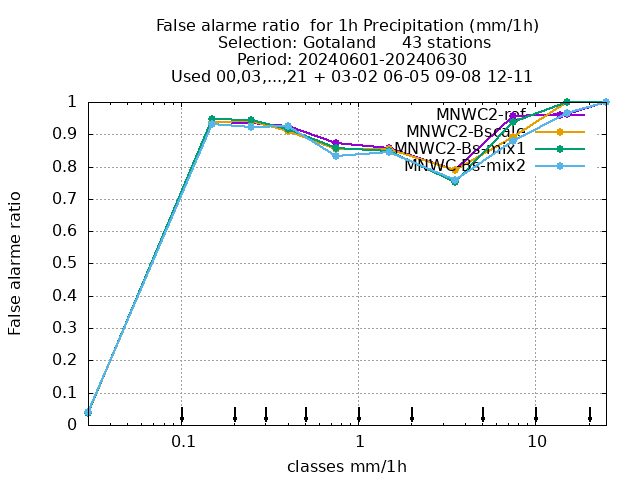 False alarme ratio  for 1h Precipitation (mm/1h)
Selection: Gotaland     43 stations
Period: 20240601-20240630
Used 00,03,...,21 + 03-02 06-05 09-08 12-11
1
0.9
0.8
0.7
0.6
0.5
0.4
0.3
0.2
0.1
0
False alarme ratio
MNWC2-ref
MNWC2-Bscale
MNWC2-Bs-mix1
MNWC-Bs-mix2
0.1 1 10
classes mm/1h